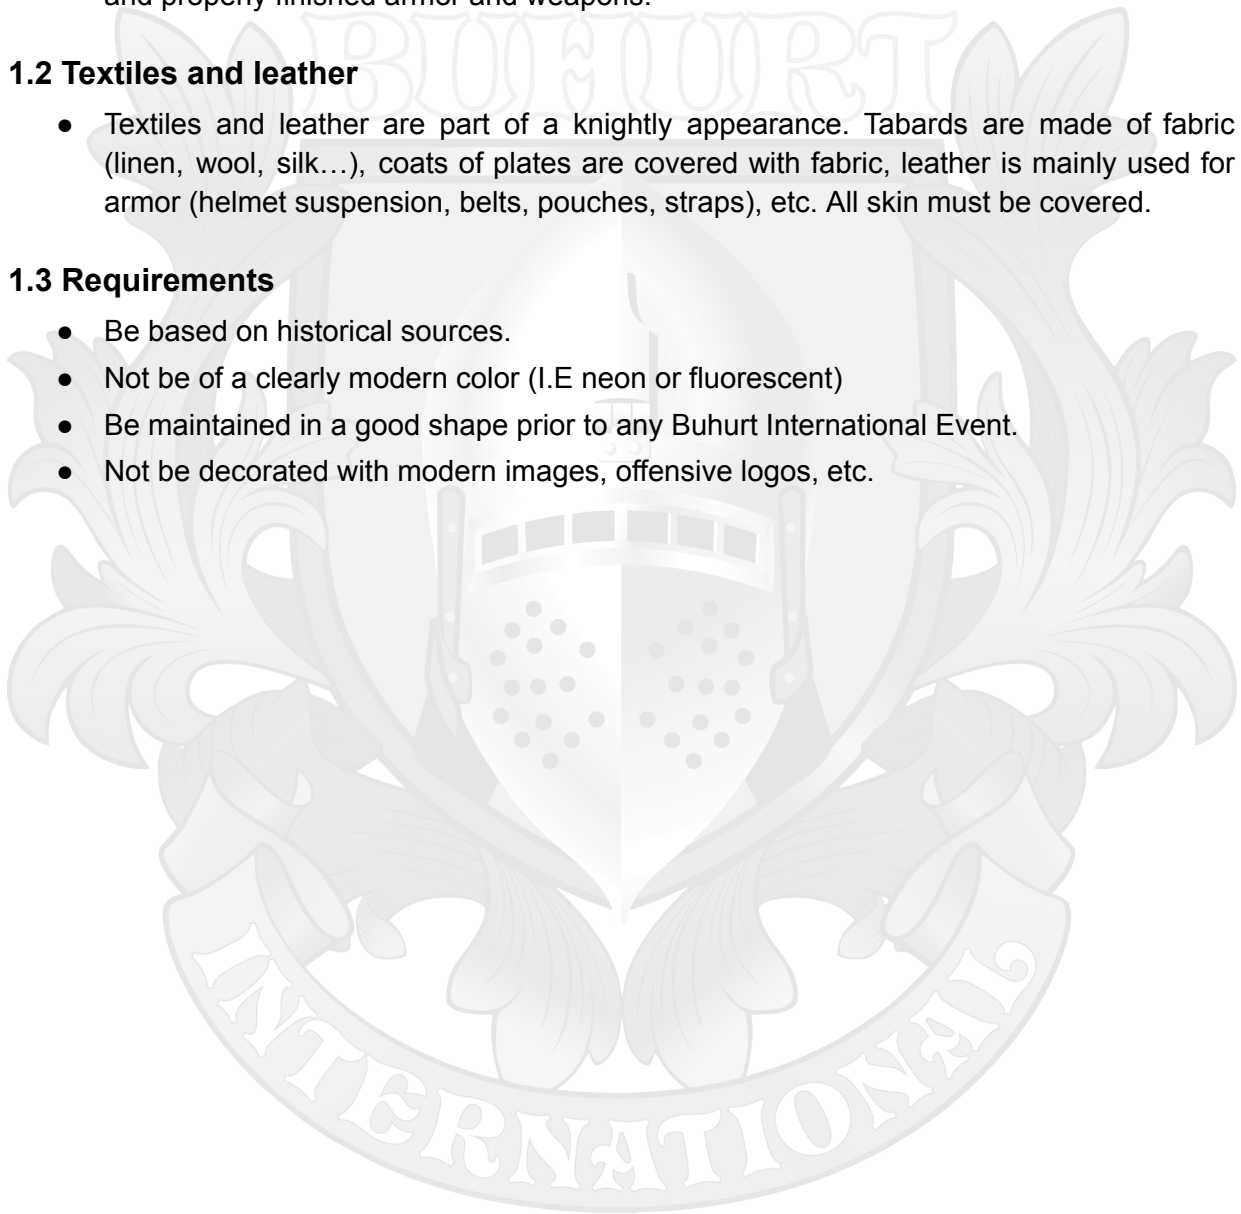 and properly finished armor and weapons.
BUHURT
1.2 Textiles and leather
● Textiles and leather are part of a knightly appearance. Tabards are made of fabric
(linen, wool, silk…), coats of plates are covered with fabric, leather is mainly used for
armor (helmet suspension, belts, pouches, straps), etc. All skin must be covered.
1.3 Requirements
● Be based on historical sources.
● Not be of a clearly modern color (I.E neon or fluorescent)
● Be maintained in a good shape prior to any Buhurt International Event.
● Not be decorated with modern images, offensive logos, etc.
INTERNATIONAL